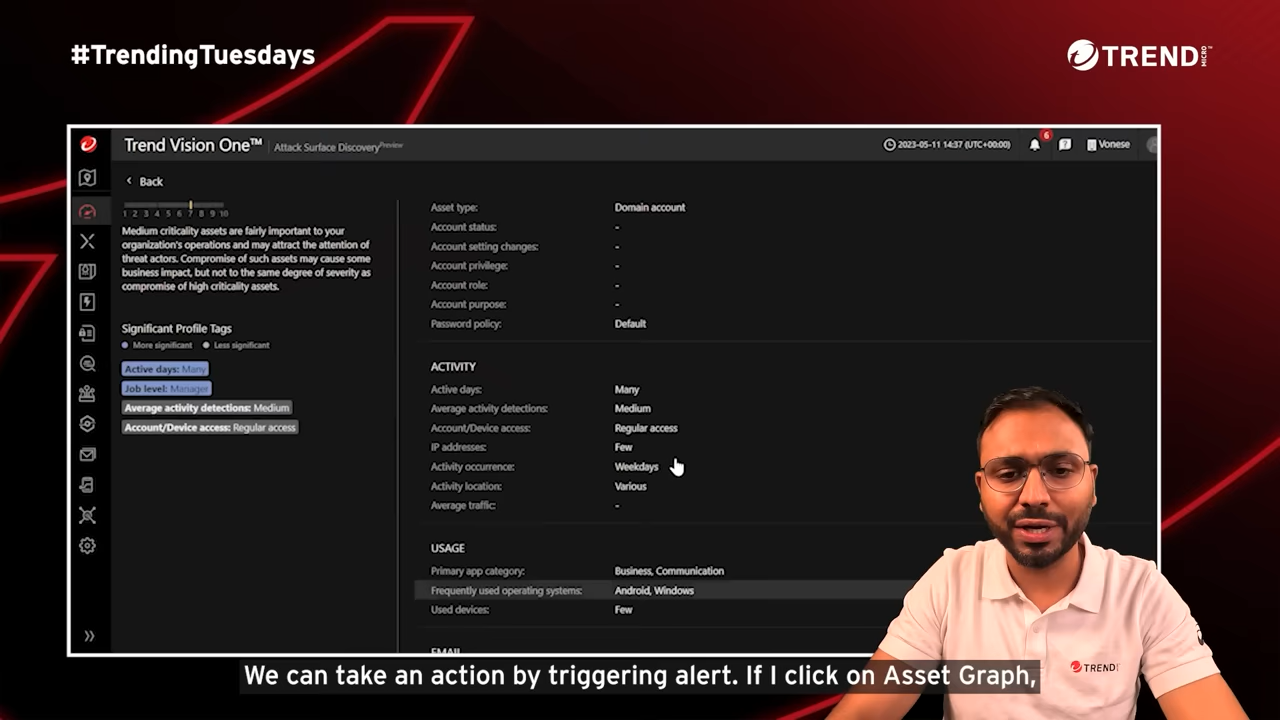 #TrendingTuesdays
TREND MICRO™
Trend Vision One™ | Attack Surface Discovery Preview
2023-05-11 14:37 (UTC+00:00)
6
Vonese
Back
1 2 3 4 5 6 7 8 9 10
Medium criticality assets are fairly important to your
organization's operations and may attract the attention of
threat actors. Compromise of such assets may cause some
business impact, but not to the same degree of severity as
compromise of high criticality assets.
Significant Profile Tags
More significant Less significant
Active days: Many
Job level: Manager
Average activity detections: Medium
Account/Device access: Regular access
Asset type: Domain account
Account status: -
Account setting changes: -
Account privilege: -
Account role: -
Account purpose: -
Password policy: Default
ACTIVITY
Active days: Many
Average activity detections: Medium
Account/Device access: Regular access
IP addresses: Few
Activity occurrence: Weekdays
Activity location: Various
Average traffic: -
USAGE
Primary app category: Business, Communication
Frequently used operating systems: Android, Windows
Used devices: Few
EMAIL
TREND
We can take an action by triggering alert. If I click on Asset Graph,